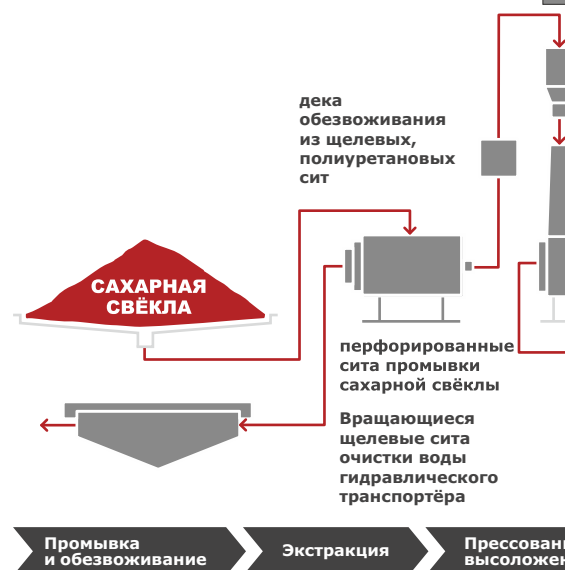 дека
обезвоживания
из щелевых,
полиуретановых
сит
САХАРНАЯ
СВЁКЛА
перфорированные
сита промывки
сахарной свёклы
Вращающиеся
щелевые сита
очистки воды
гидравлического
транспортёра
Промывка
и обезвоживание
Экстракция